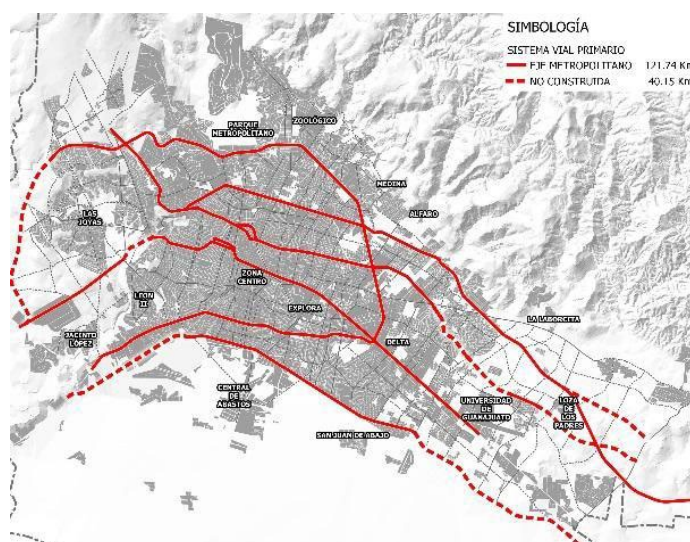 SIMBOLOGÍA
SISTEMA VIAL PRIMARIO
EJE METROPOLITANO 121.74 Km
NO CONSTRUIDA 40.15 Km
ZOOLÓGICO
PARQUE
METROPOLITANO
MEDINA
ALFARO
LAS
JOYAS
ZONA
CENTRO
LEON
II
EXPLORA
LA LABORCITA
JACINTO
LÓPEZ
DELTA
CENTRAL
DE
ABASTOS
UNIVERSIDAD
DE
GUANAJUATO
LOZA
DE
LOS
PADRES
SAN JUAN DE ABAJO